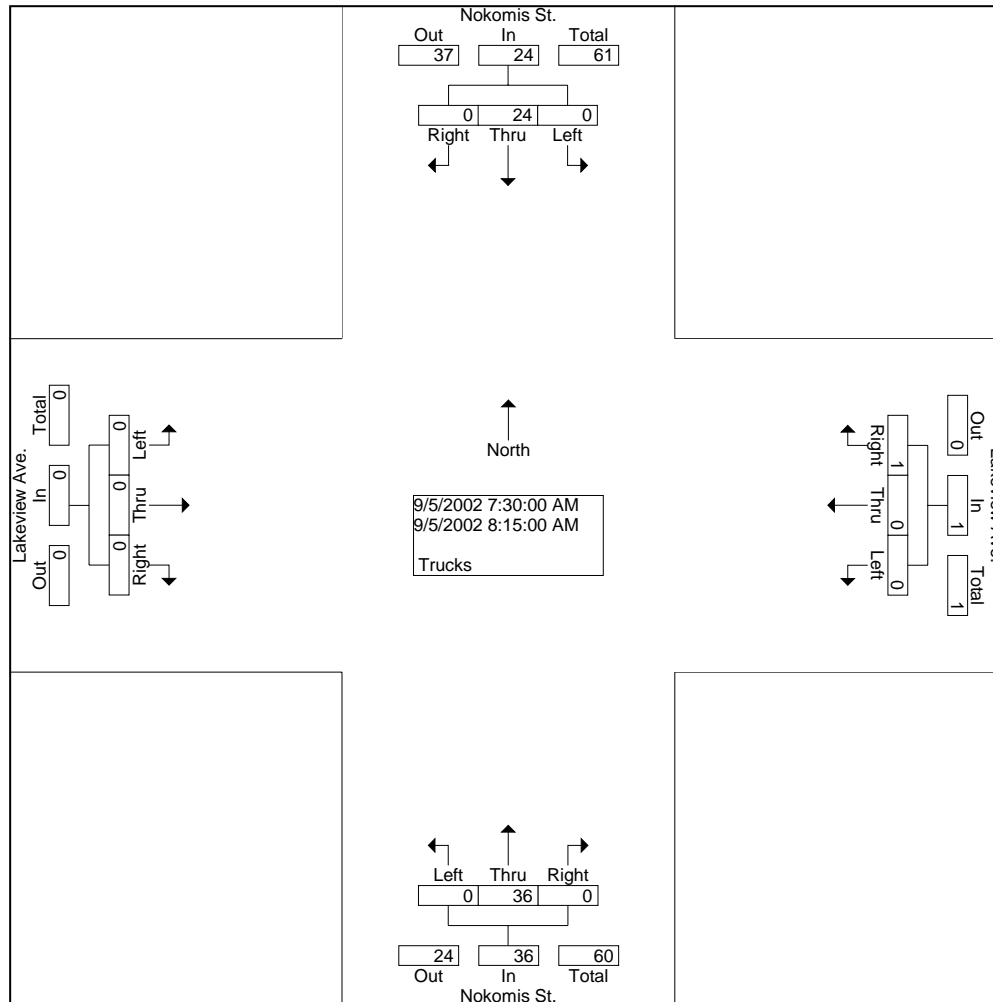 Nokomis St.
Out In Total
37 24 61
0 24 0
Right Thru Left
Lakeview Ave.
Total In Out
0 0 0
0 0 0
Left Thru Right
North
9/5/2002 7:30:00 AM
9/5/2002 8:15:00 AM
Trucks
Right Thru Left
1 0 0
Out In Total
0 1 1
Left Thru Right
0 36 0
24 36 60
Out In Total
Nokomis St.